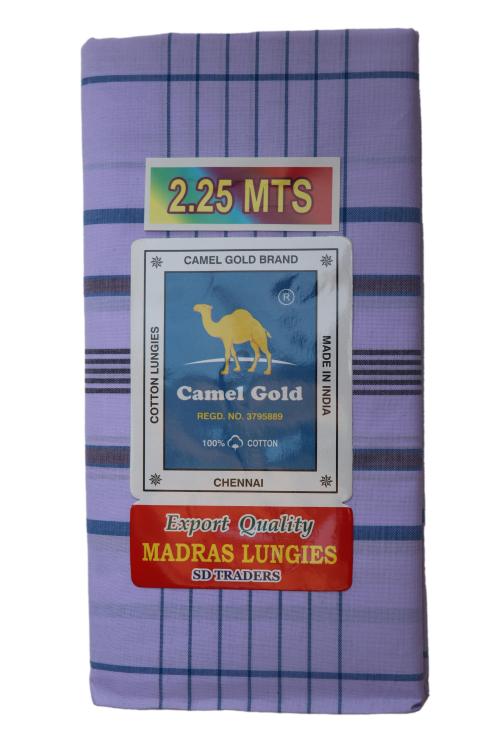 2.25 MTS
CAMEL GOLD BRAND
COTTON LUNGIES
MADE IN INDIA
®
Camel Gold
REGD. NO. 3795889
100% COTTON
CHENNAI
Export Quality
MADRAS LUNGIES
SD TRADERS